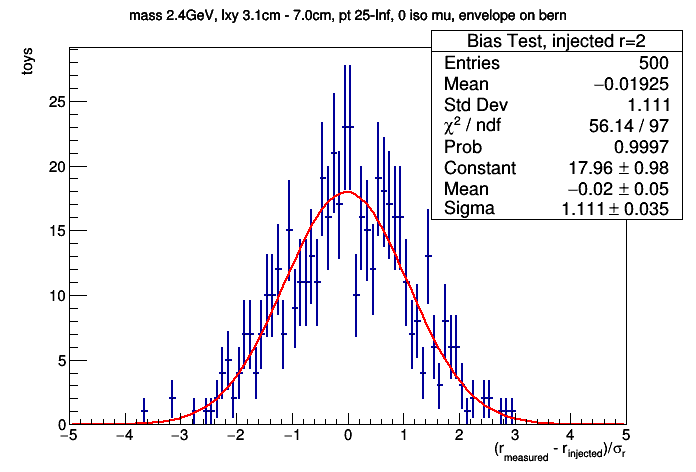 mass 2.4GeV, lxy 3.1cm - 7.0cm, pt 25-Inf, 0 iso mu, envelope on bern
Bias Test, injected r=2
Entries 500
Mean −0.01925
Std Dev 1.111
χ² / ndf 56.14 / 97
Prob 0.9997
Constant 17.96 ± 0.98
Mean −0.02 ± 0.05
Sigma 1.111 ± 0.035
toys
25
20
15
10
5
0
−5 −4 −3 −2 −1 0 1 2 3 4 5
(r_measured - r_injected)/σ_r